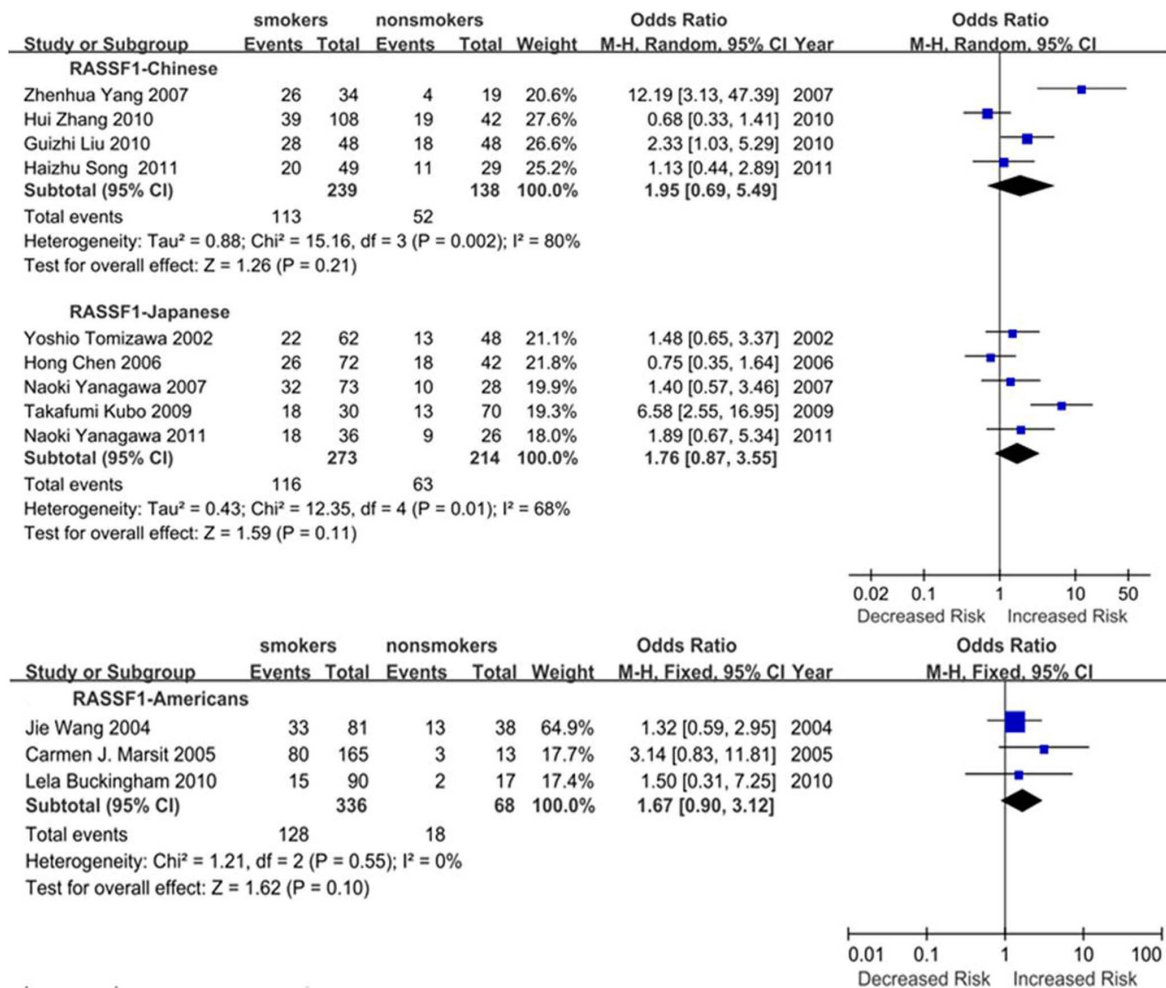 smokers nonsmokers Odds Ratio Odds Ratio
Study or Subgroup Events Total Events Total Weight M-H, Random, 95% CI Year M-H, Random, 95% CI
RASSF1-Chinese
Zhenhua Yang 2007 26 34 4 19 20.6% 12.19 [3.13, 47.39] 2007
Hui Zhang 2010 39 108 19 42 27.6% 0.68 [0.33, 1.41] 2010
Guizhi Liu 2010 28 48 18 48 26.6% 2.33 [1.03, 5.29] 2010
Haizhu Song 2011 20 49 11 29 25.2% 1.13 [0.44, 2.89] 2011
Subtotal (95% CI) 239 138 100.0% 1.95 [0.69, 5.49]
Total events 113 52
Heterogeneity: Tau² = 0.88; Chi² = 15.16, df = 3 (P = 0.002); I² = 80%
Test for overall effect: Z = 1.26 (P = 0.21)
RASSF1-Japanese
Yoshio Tomizawa 2002 22 62 13 48 21.1% 1.48 [0.65, 3.37] 2002
Hong Chen 2006 26 72 18 42 21.8% 0.75 [0.35, 1.64] 2006
Naoki Yanagawa 2007 32 73 10 28 19.9% 1.40 [0.57, 3.46] 2007
Takafumi Kubo 2009 18 30 13 70 19.3% 6.58 [2.55, 16.95] 2009
Naoki Yanagawa 2011 18 36 9 26 18.0% 1.89 [0.67, 5.34] 2011
Subtotal (95% CI) 273 214 100.0% 1.76 [0.87, 3.55]
Total events 116 63
Heterogeneity: Tau² = 0.43; Chi² = 12.35, df = 4 (P = 0.01); I² = 68%
Test for overall effect: Z = 1.59 (P = 0.11)
0.02 0.1 1 10 50
Decreased Risk Increased Risk
smokers nonsmokers Odds Ratio Odds Ratio
Study or Subgroup Events Total Events Total Weight M-H, Fixed, 95% CI Year M-H, Fixed, 95% CI
RASSF1-Americans
Jie Wang 2004 33 81 13 38 64.9% 1.32 [0.59, 2.95] 2004
Carmen J. Marsit 2005 80 165 3 13 17.7% 3.14 [0.83, 11.81] 2005
Lela Buckingham 2010 15 90 2 17 17.4% 1.50 [0.31, 7.25] 2010
Subtotal (95% CI) 336 68 100.0% 1.67 [0.90, 3.12]
Total events 128 18
Heterogeneity: Chi² = 1.21, df = 2 (P = 0.55); I² = 0%
Test for overall effect: Z = 1.62 (P = 0.10)
0.01 0.1 1 10 100
Decreased Risk Increased Risk